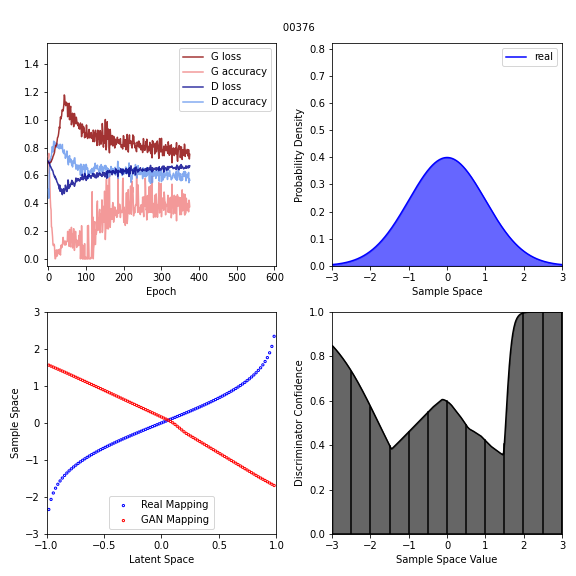 00376
1.4
1.2
1.0
0.8
0.6
0.4
0.2
0.0
0 100 200 300 400 500 600
Epoch
G loss
G accuracy
D loss
D accuracy
0.8
0.7
0.6
0.5
0.4
0.3
0.2
0.1
0.0
−3 −2 −1 0 1 2 3
Probability Density
Sample Space
real
3
2
1
0
−1
−2
−3
−1.0 −0.5 0.0 0.5 1.0
Sample Space
Latent Space
Real Mapping
GAN Mapping
1.0
0.8
0.6
0.4
0.2
0.0
−3 −2 −1 0 1 2 3
Discriminator Confidence
Sample Space Value